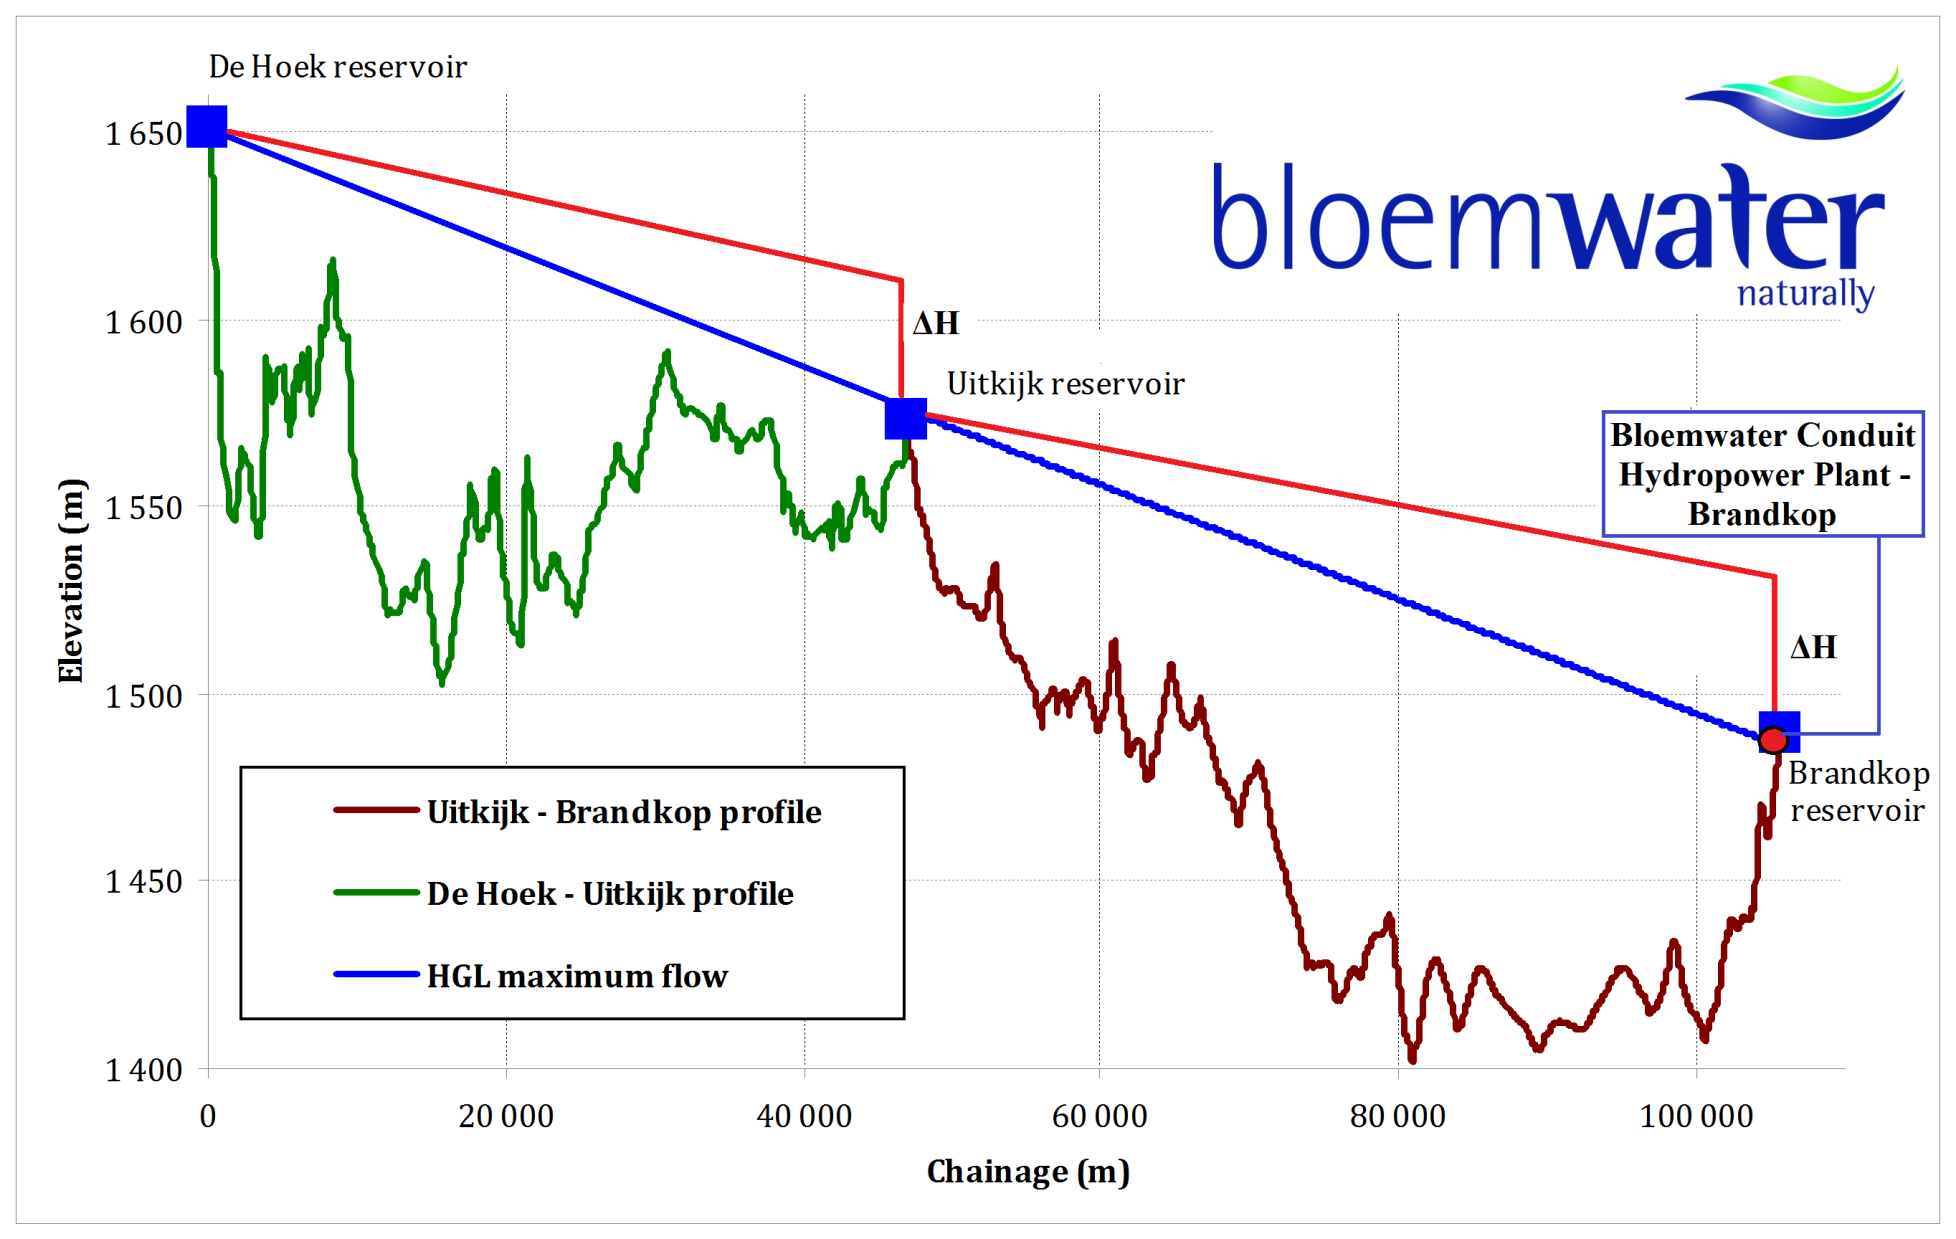 De Hoek reservoir
bloemwater
naturally
1 650
1 600
1 550
1 500
1 450
1 400
Elevation (m)
ΔH
Uitkijk reservoir
Bloemwater Conduit
Hydropower Plant -
Brandkop
ΔH
Brandkop
reservoir
Uitkijk - Brandkop profile
De Hoek - Uitkijk profile
HGL maximum flow
0
20 000
40 000
60 000
80 000
100 000
Chainage (m)